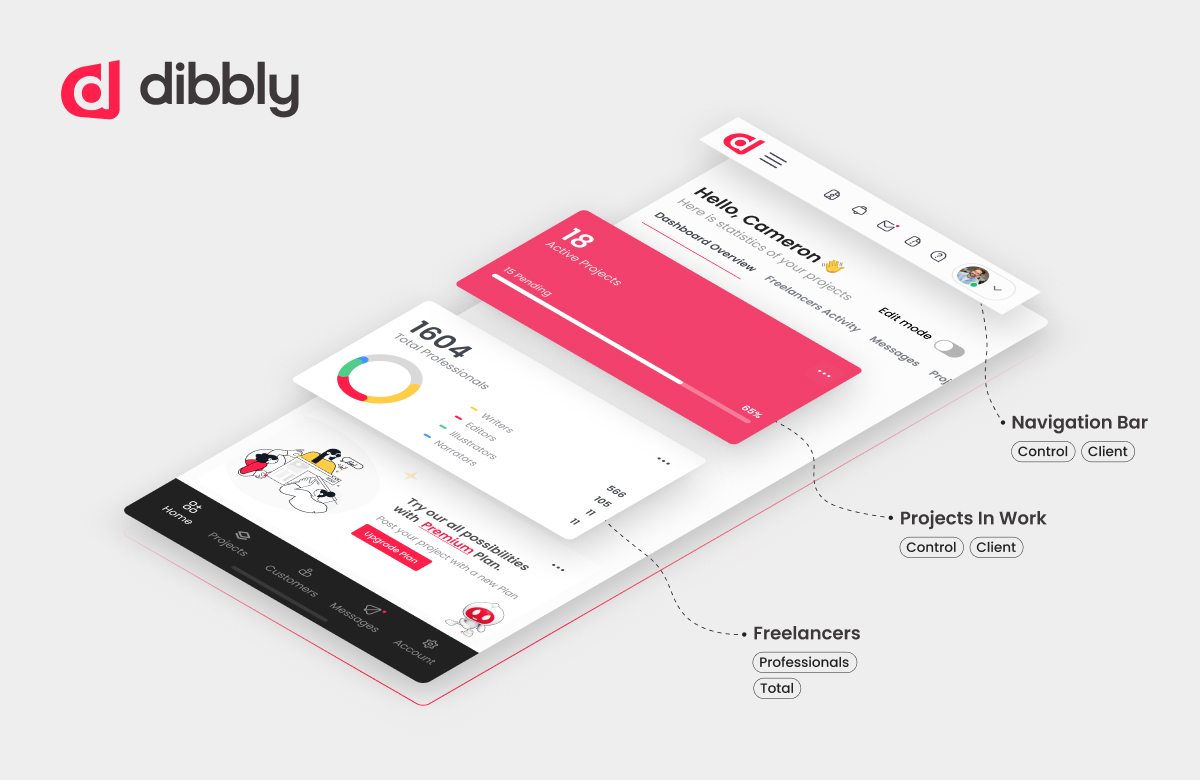 dibbly
Hello, Cameron 👋
Here is statistics of your projects
Dashboard Overview
Freelancers Activity
Messages
Proj
Edit mode
18
Active Projects
15 Pending
65%
1604
Total Professionals
Writers
Editors
Illustrators
Narrators
566
105
11
11
Try our all possibilities
with Premium Plan.
Post your project with a new Plan
Upgrade Plan
Home
Projects
Customers
Messages
Account
Navigation Bar
Control
Client
Projects In Work
Control
Client
Freelancers
Professionals
Total